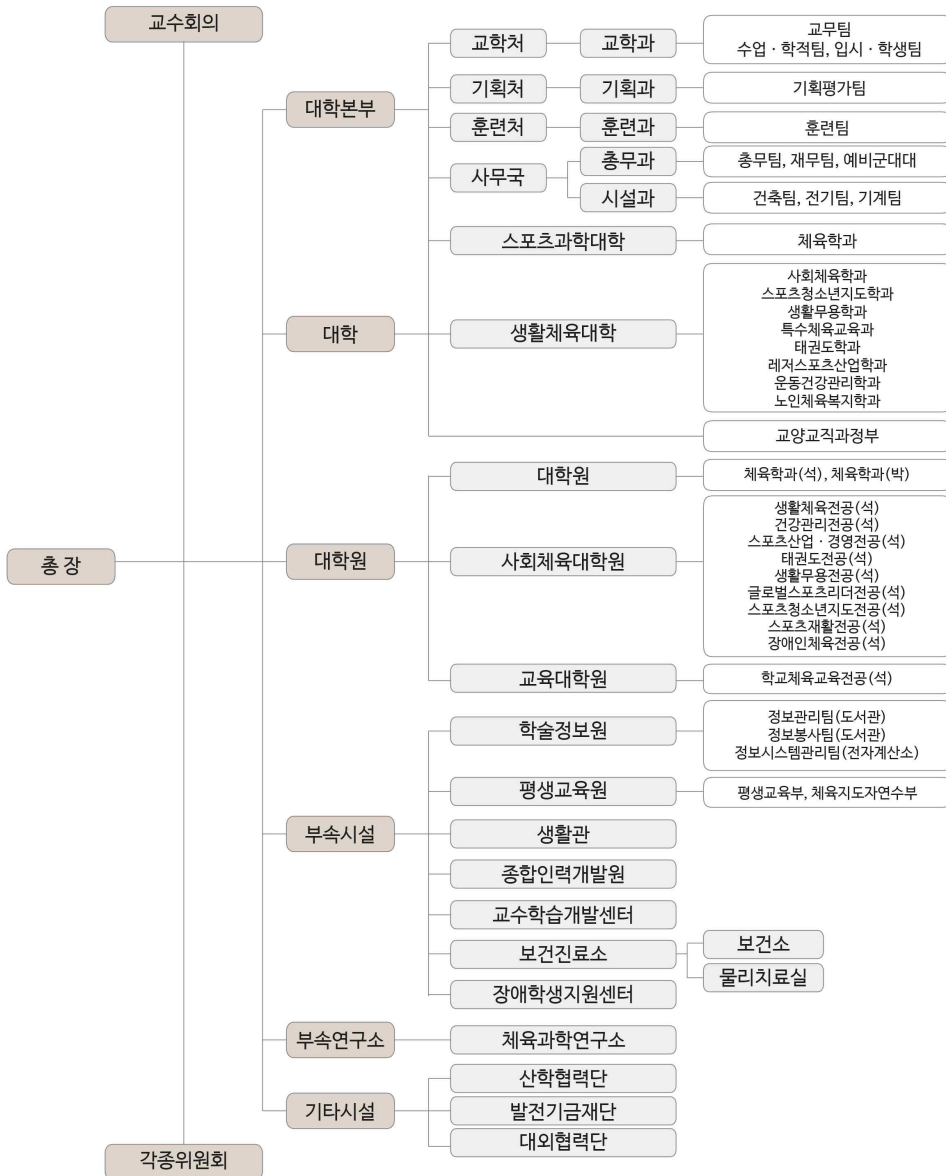 교수회의
총 장
각종위원회
대학본부
교학처
교학과
교무팀
수업 · 학적팀, 입시 · 학생팀
기획처
기획과
기획평가팀
훈련처
훈련과
훈련팀
사무국
총무과
총무팀, 재무팀, 예비군대대
시설과
건축팀, 전기팀, 기계팀
대학
스포츠과학대학
체육학과
생활체육대학
사회체육학과
스포츠청소년지도학과
생활무용학과
특수체육교육과
태권도학과
레저스포츠산업학과
운동건강관리학과
노인체육복지학과
교양교직과정부
대학원
대학원
체육학과(석), 체육학과(박)
사회체육대학원
생활체육전공(석)
건강관리전공(석)
스포츠산업 · 경영전공(석)
태권도전공(석)
생활무용전공(석)
글로벌스포츠리더전공(석)
스포츠청소년지도전공(석)
스포츠재활전공(석)
장애인체육전공(석)
교육대학원
학교체육교육전공(석)
부속시설
학술정보원
정보관리팀(도서관)
정보봉사팀(도서관)
정보시스템관리팀(전자계산소)
평생교육원
평생교육부, 체육지도자연수부
생활관
종합인력개발원
교수학습개발센터
보건진료소
보건소
물리치료실
장애학생지원센터
부속연구소
체육과학연구소
기타시설
산학협력단
발전기금재단
대외협력단